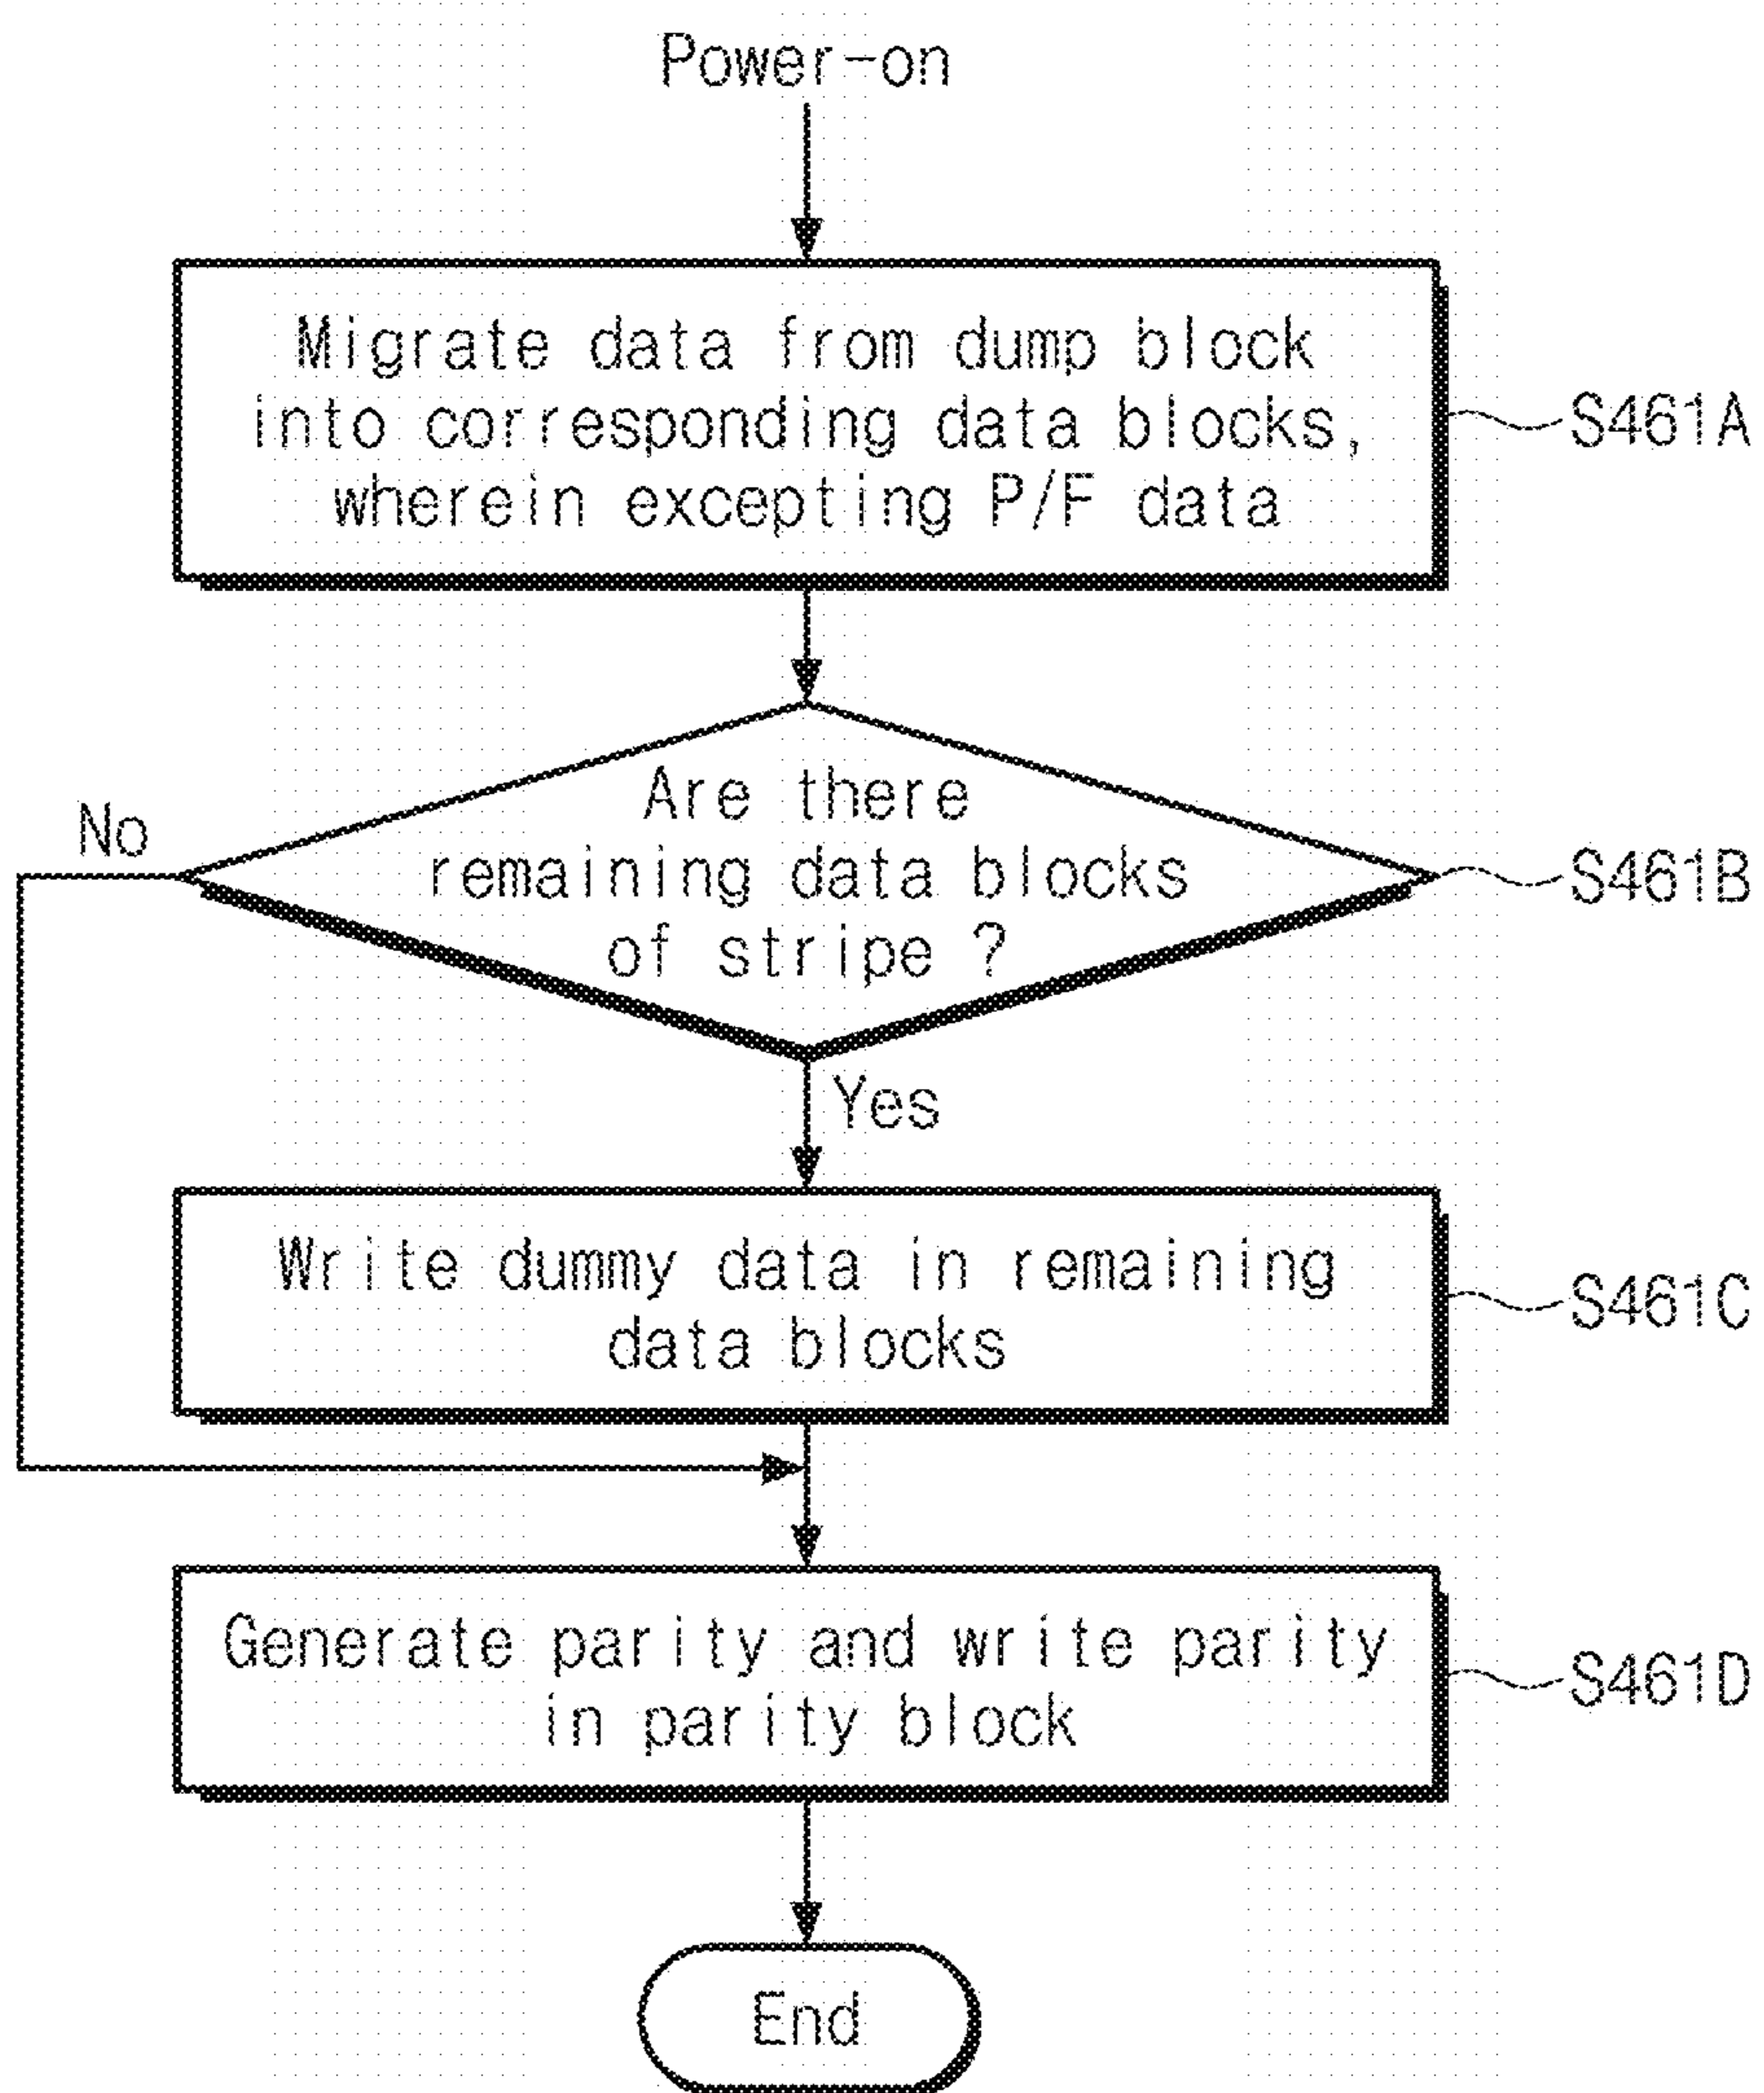 Power-on
Migrate data from dump block
into corresponding data blocks,
wherein excepting P/F data
S461A
Are there
remaining data blocks
of stripe ?
S461B
No
Yes
Write dummy data in remaining
data blocks
S461C
Generate parity and write parity
in parity block
S461D
End